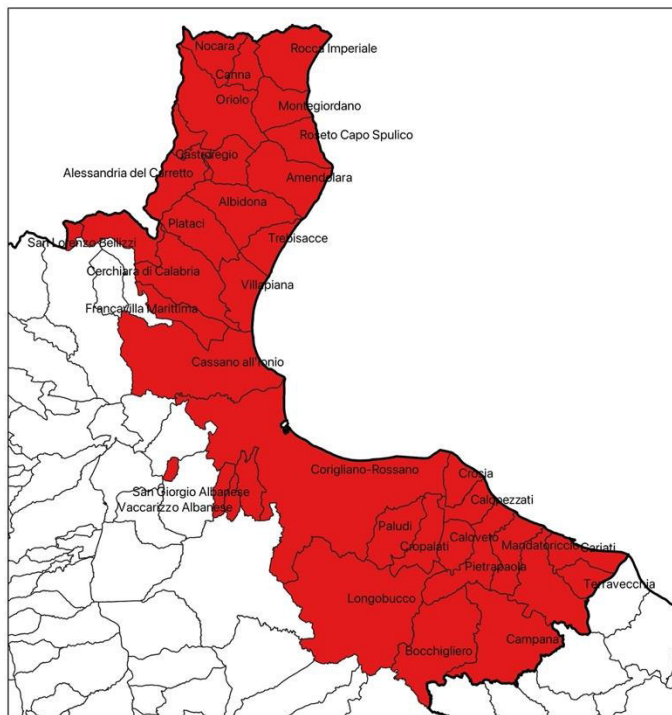 Nocara
Rocca Imperiale
Canna
Oriolo
Montegiordano
Roseto Capo Spulico
Castroregio
Alessandria del Carretto
Amendolara
Albidona
Plataci
Trebisacce
San Lorenzo Bellizzi
Cerchiara di Calabria
Villapiana
Francavilla Marittima
Cassano all'Ionio
Corigliano-Rossano
Crosia
San Giorgio Albanese
Calopezzati
Vaccarizzo Albanese
Paludi
Caloveto
Mandatoriccio
Cariati
Cropalati
Pietrapaola
Terravecchia
Longobucco
Campana
Bocchigliero